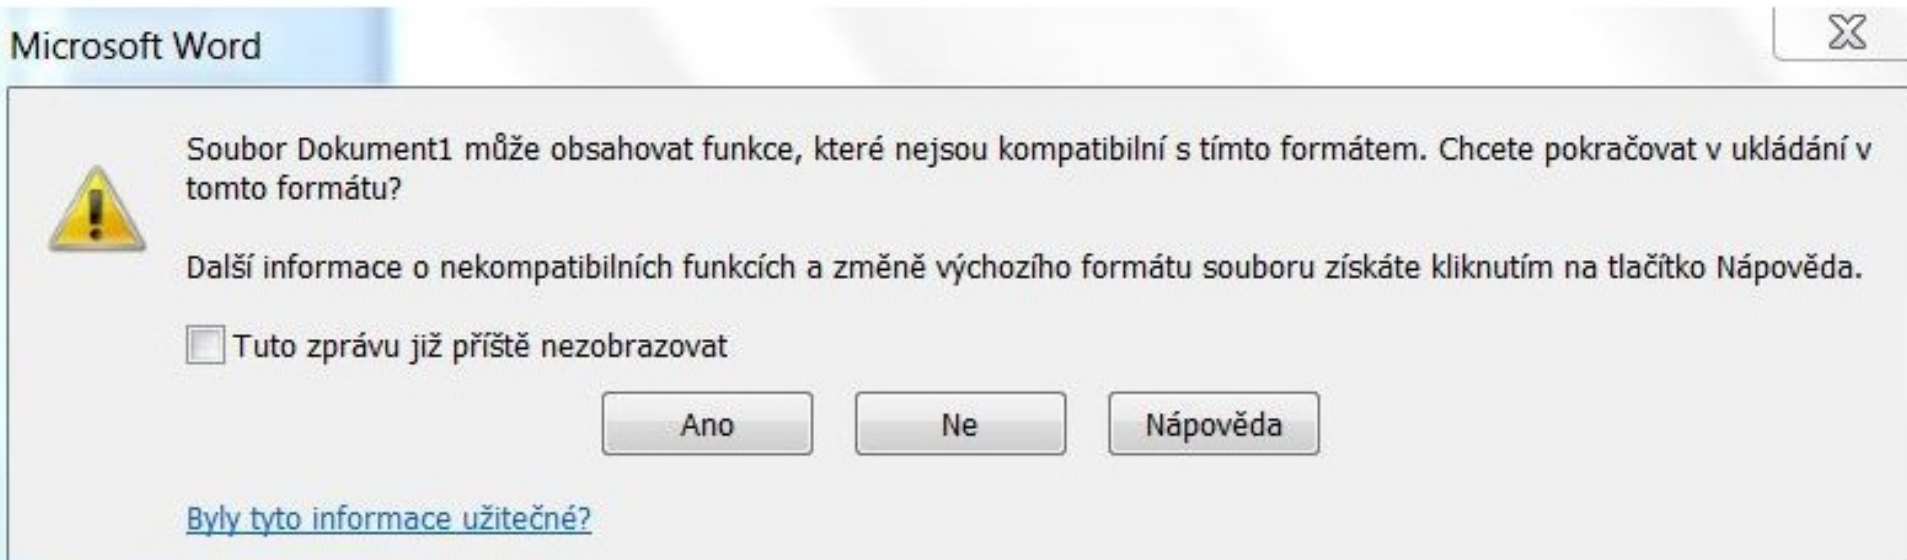 Microsoft Word
Soubor Dokument1 může obsahovat funkce, které nejsou kompatibilní s tímto formátem. Chcete pokračovat v ukládání v
tomto formátu?
Další informace o nekompatibilních funkcích a změně výchozího formátu souboru získáte kliknutím na tlačítko Nápověda.
Tuto zprávu již příště nezobrazovat
Ano Ne Nápověda
Byly tyto informace užitečné?